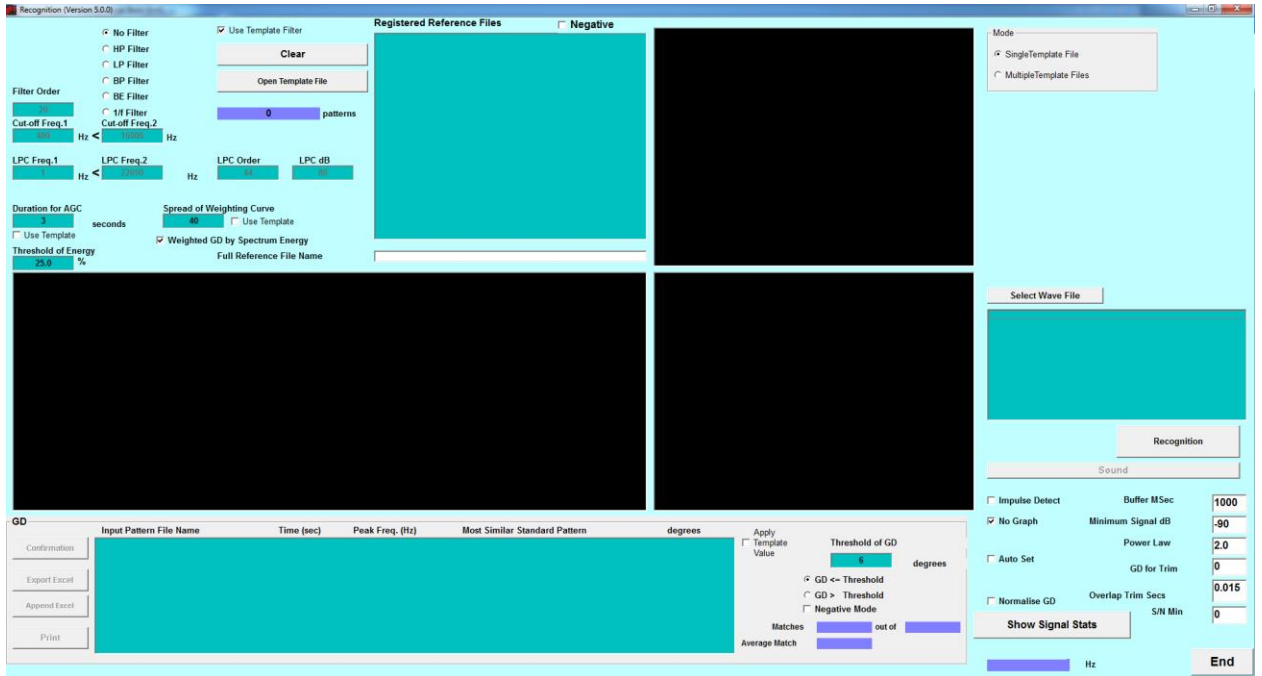 Recognition (Version 5.0.0)
No Filter
HP Filter
LP Filter
BP Filter
BE Filter
1/f Filter
Use Template Filter
Clear
Open Template File
0 patterns
Filter Order
20
Cut-off Freq.1 Cut-off Freq.2
400 Hz < 16000 Hz
LPC Freq.1 LPC Freq.2 LPC Order LPC dB
1 Hz < 22050 Hz 44 80
Duration for AGC Spread of Weighting Curve
3 seconds 40 Use Template
Use Template
Weighted GD by Spectrum Energy
Threshold of Energy
25.0 %
Full Reference File Name
Registered Reference Files Negative
Mode
SingleTemplate File
MultipleTemplate Files
Select Wave File
Recognition
Sound
Impulse Detect Buffer MSec 1000
No Graph Minimum Signal dB -90
Power Law 2.0
Auto Set GD for Trim 0
Normalise GD Overlap Trim Secs 0.015
S/N Min 0
Show Signal Stats
Hz
End
GD
Input Pattern File Name Time (sec) Peak Freq. (Hz) Most Similar Standard Pattern degrees
Confirmation
Export Excel
Append Excel
Print
Apply
Template
Value
Threshold of GD
6 degrees
GD <= Threshold
GD > Threshold
Negative Mode
Matches out of
Average Match